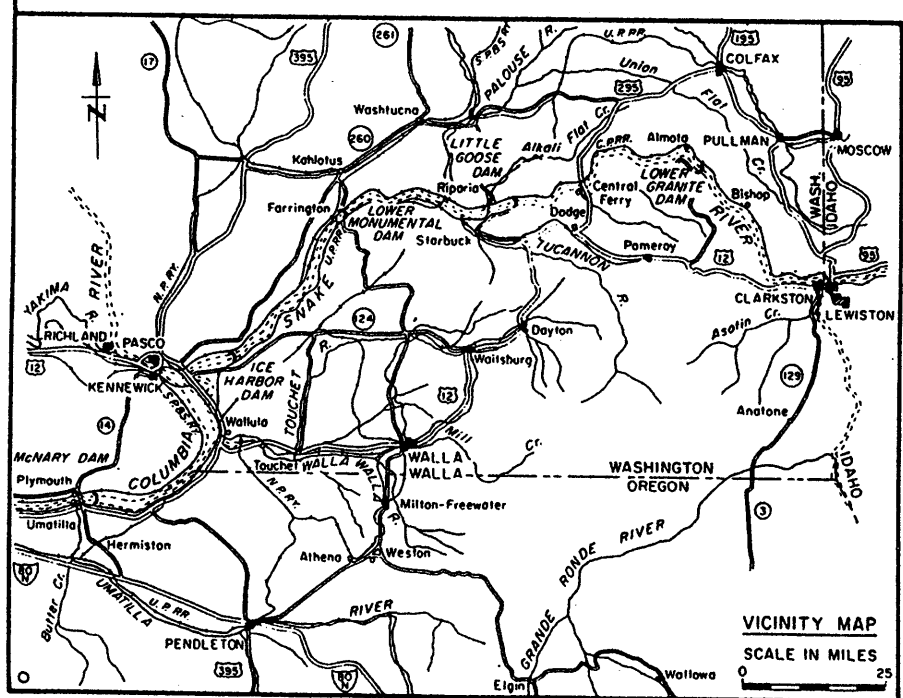 395
261
17
N
S.P.&S. RY.
PALOUSE R.
U.P. RR.
195
COLFAX
95
Union
Flat
Cr.
295
Washtucna
260
LITTLE
GOOSE
DAM
Alkali
Flat Cr.
C.P.RR.
Almota
PULLMAN
MOSCOW
Kahlotus
Riparia
LOWER
GRANITE
DAM
WASH.
IDAHO
Farrington
LOWER
MONUMENTAL
DAM
Central
Ferry
Bishop
RIVER
Dodge
Starbuck
U.P.RR.
TUCANNON
R.
Pomeroy
12
95
N.P.RY.
SNAKE
CLARKSTON
LEWISTON
YAKIMA
R.
RIVER
124
Dayton
Asotin Cr.
RICHLAND
PASCO
R.
Waitsburg
12
KENNEWICK
ICE
HARBOR
DAM
S.P.&S. RY.
TOUCHET
12
129
Anatone
14
Wallula
Mill
Cr.
McNARY DAM
COLUMBIA
WALLA
WALLA
Touchet
WALLA WALLA
R.
WASHINGTON
OREGON
IDAHO
Plymouth
N.P.RY.
Milton-Freewater
3
Umatilla
Hermiston
Athena
Weston
GRANDE RONDE RIVER
80
N
Butter Cr.
UMATILLA
U.P. RR.
RIVER
PENDLETON
395
80
N
Elgin
Wallowa
VICINITY MAP
SCALE IN MILES
0 25